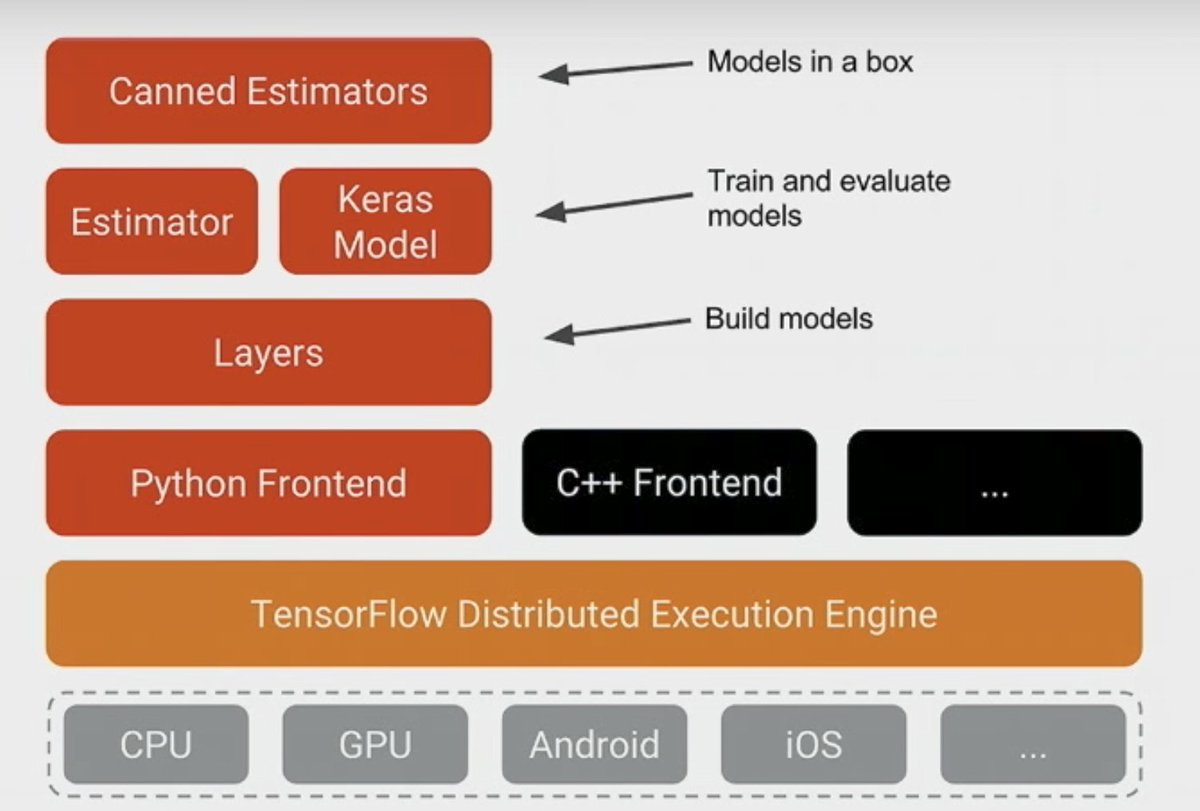 Canned Estimators
Models in a box
Estimator
Keras
Model
Train and evaluate
models
Layers
Build models
Python Frontend
C++ Frontend
...
TensorFlow Distributed Execution Engine
CPU
GPU
Android
iOS
...